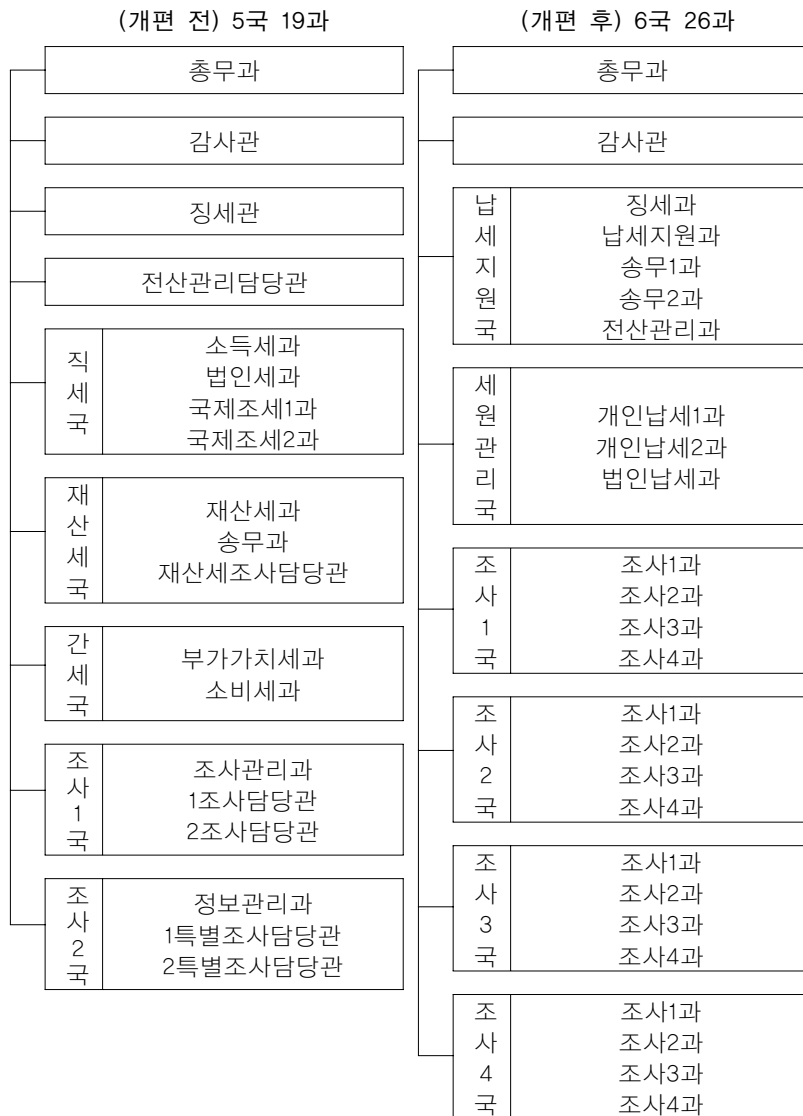 (개편 전) 5국 19과
총무과
감사관
징세관
전산관리담당관
직세국
소득세과
법인세과
국제조세1과
국제조세2과
재산세국
재산세과
송무과
재산세조사담당관
간세국
부가가치세과
소비세과
조사1국
조사관리과
1조사담당관
2조사담당관
조사2국
정보관리과
1특별조사담당관
2특별조사담당관
(개편 후) 6국 26과
총무과
감사관
납세지원국
징세과
납세지원과
송무1과
송무2과
전산관리과
세원관리국
개인납세1과
개인납세2과
법인납세과
조사1국
조사1과
조사2과
조사3과
조사4과
조사2국
조사1과
조사2과
조사3과
조사4과
조사3국
조사1과
조사2과
조사3과
조사4과
조사4국
조사1과
조사2과
조사3과
조사4과